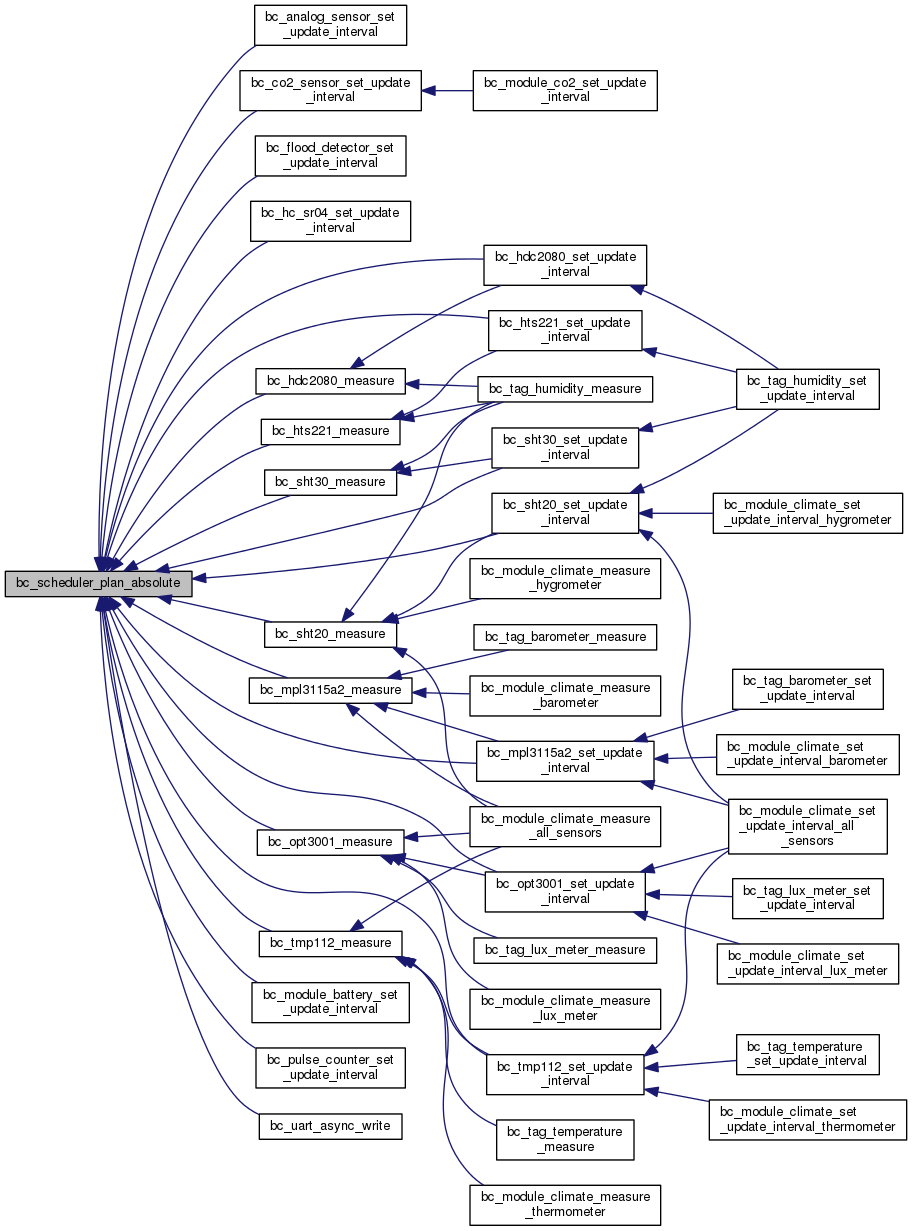 bc_analog_sensor_set
_update_interval
bc_co2_sensor_set_update
_interval
bc_module_co2_set_update
_interval
bc_flood_detector_set
_update_interval
bc_hc_sr04_set_update
_interval
bc_hdc2080_set_update
_interval
bc_hts221_set_update
_interval
bc_hdc2080_measure
bc_tag_humidity_measure
bc_tag_humidity_set
_update_interval
bc_hts221_measure
bc_sht30_set_update
_interval
bc_sht30_measure
bc_sht20_set_update
_interval
bc_module_climate_set
_update_interval_hygrometer
bc_scheduler_plan_absolute
bc_module_climate_measure
_hygrometer
bc_sht20_measure
bc_tag_barometer_measure
bc_mpl3115a2_measure
bc_module_climate_measure
_barometer
bc_tag_barometer_set
_update_interval
bc_mpl3115a2_set_update
_interval
bc_module_climate_set
_update_interval_barometer
bc_module_climate_measure
_all_sensors
bc_module_climate_set
_update_interval_all
_sensors
bc_opt3001_measure
bc_opt3001_set_update
_interval
bc_tag_lux_meter_set
_update_interval
bc_tmp112_measure
bc_tag_lux_meter_measure
bc_module_climate_set
_update_interval_lux_meter
bc_module_battery_set
_update_interval
bc_module_climate_measure
_lux_meter
bc_pulse_counter_set
_update_interval
bc_tmp112_set_update
_interval
bc_tag_temperature
_set_update_interval
bc_uart_async_write
bc_module_climate_set
_update_interval_thermometer
bc_tag_temperature
_measure
bc_module_climate_measure
_thermometer